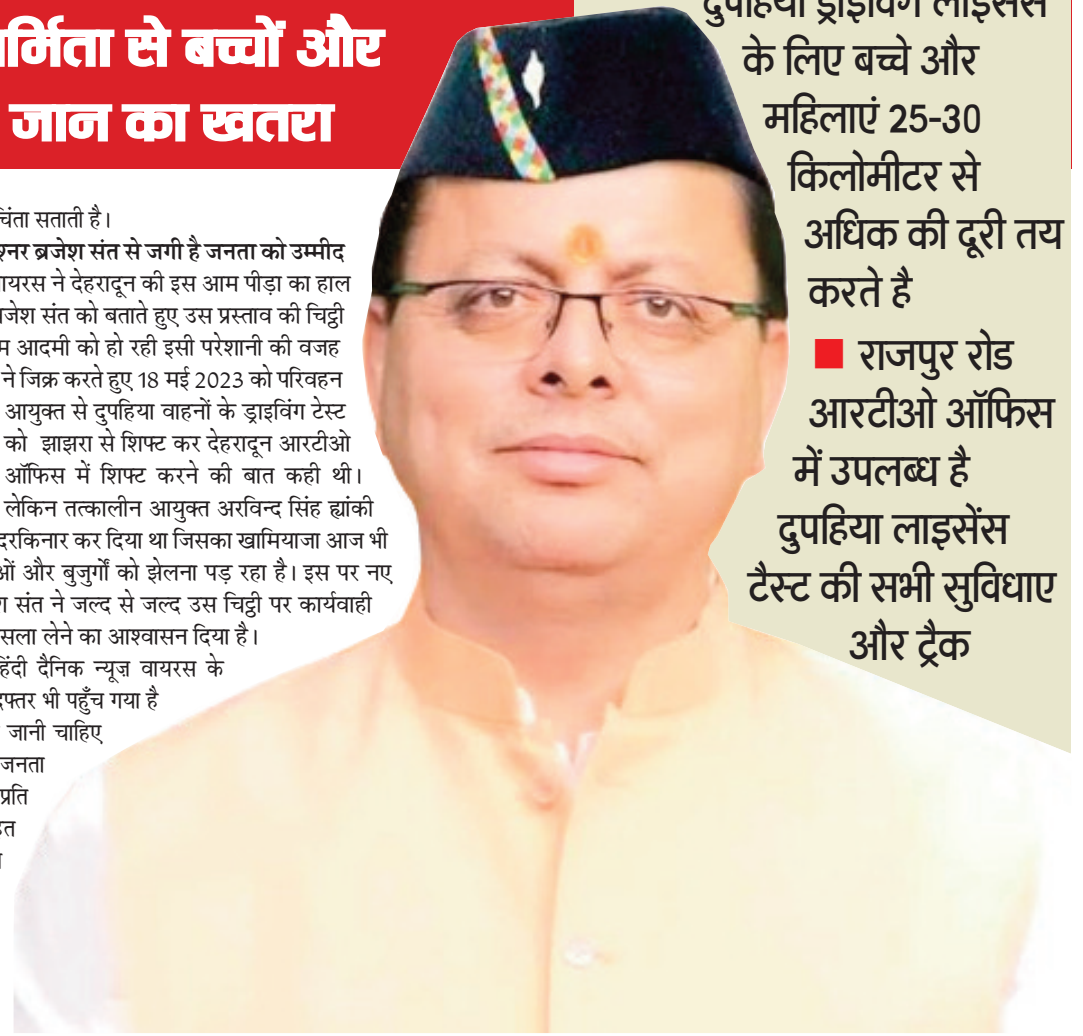 र्मिता से बच्चों और
जान का खतरा
चिंता सताती है।
श्नर ब्रजेश संत से जगी है जनता को उम्मीद
ायरस ने देहरादून की इस आम पीड़ा का हाल
जेश संत को बताते हुए उस प्रस्ताव की चिट्ठी
म आदमी को हो रही इसी परेशानी की वजह
ने जिक्र करते हुए 18 मई 2023 को परिवहन
आयुक्त से दुपहिया वाहनों के ड्राइविंग टेस्ट
को झाझरा से शिफ्ट कर देहरादून आरटीओ
ऑफिस में शिफ्ट करने की बात कही थी।
लेकिन तत्कालीन आयुक्त अरविन्द सिंह ह्यांकी
दरकिनार कर दिया था जिसका खामियाजा आज भी
ओं और बुजुर्गों को झेलना पड़ रहा है। इस पर नए
श संत ने जल्द से जल्द उस चिट्ठी पर कार्यवाही
सला लेने का आश्वासन दिया है।
हिंदी दैनिक न्यूज़ वायरस के
दफ्तर भी पहुँच गया है
जानी चाहिए
जनता
प्रति
दुपहिया ड्राइविंग लाइसेंस
के लिए बच्चे और
महिलाएं 25-30
किलोमीटर से
अधिक की दूरी तय
करते है
■ राजपुर रोड
आरटीओ ऑफिस
में उपलब्ध है
दुपहिया लाइसेंस
टैस्ट की सभी सुविधाए
और ट्रैक